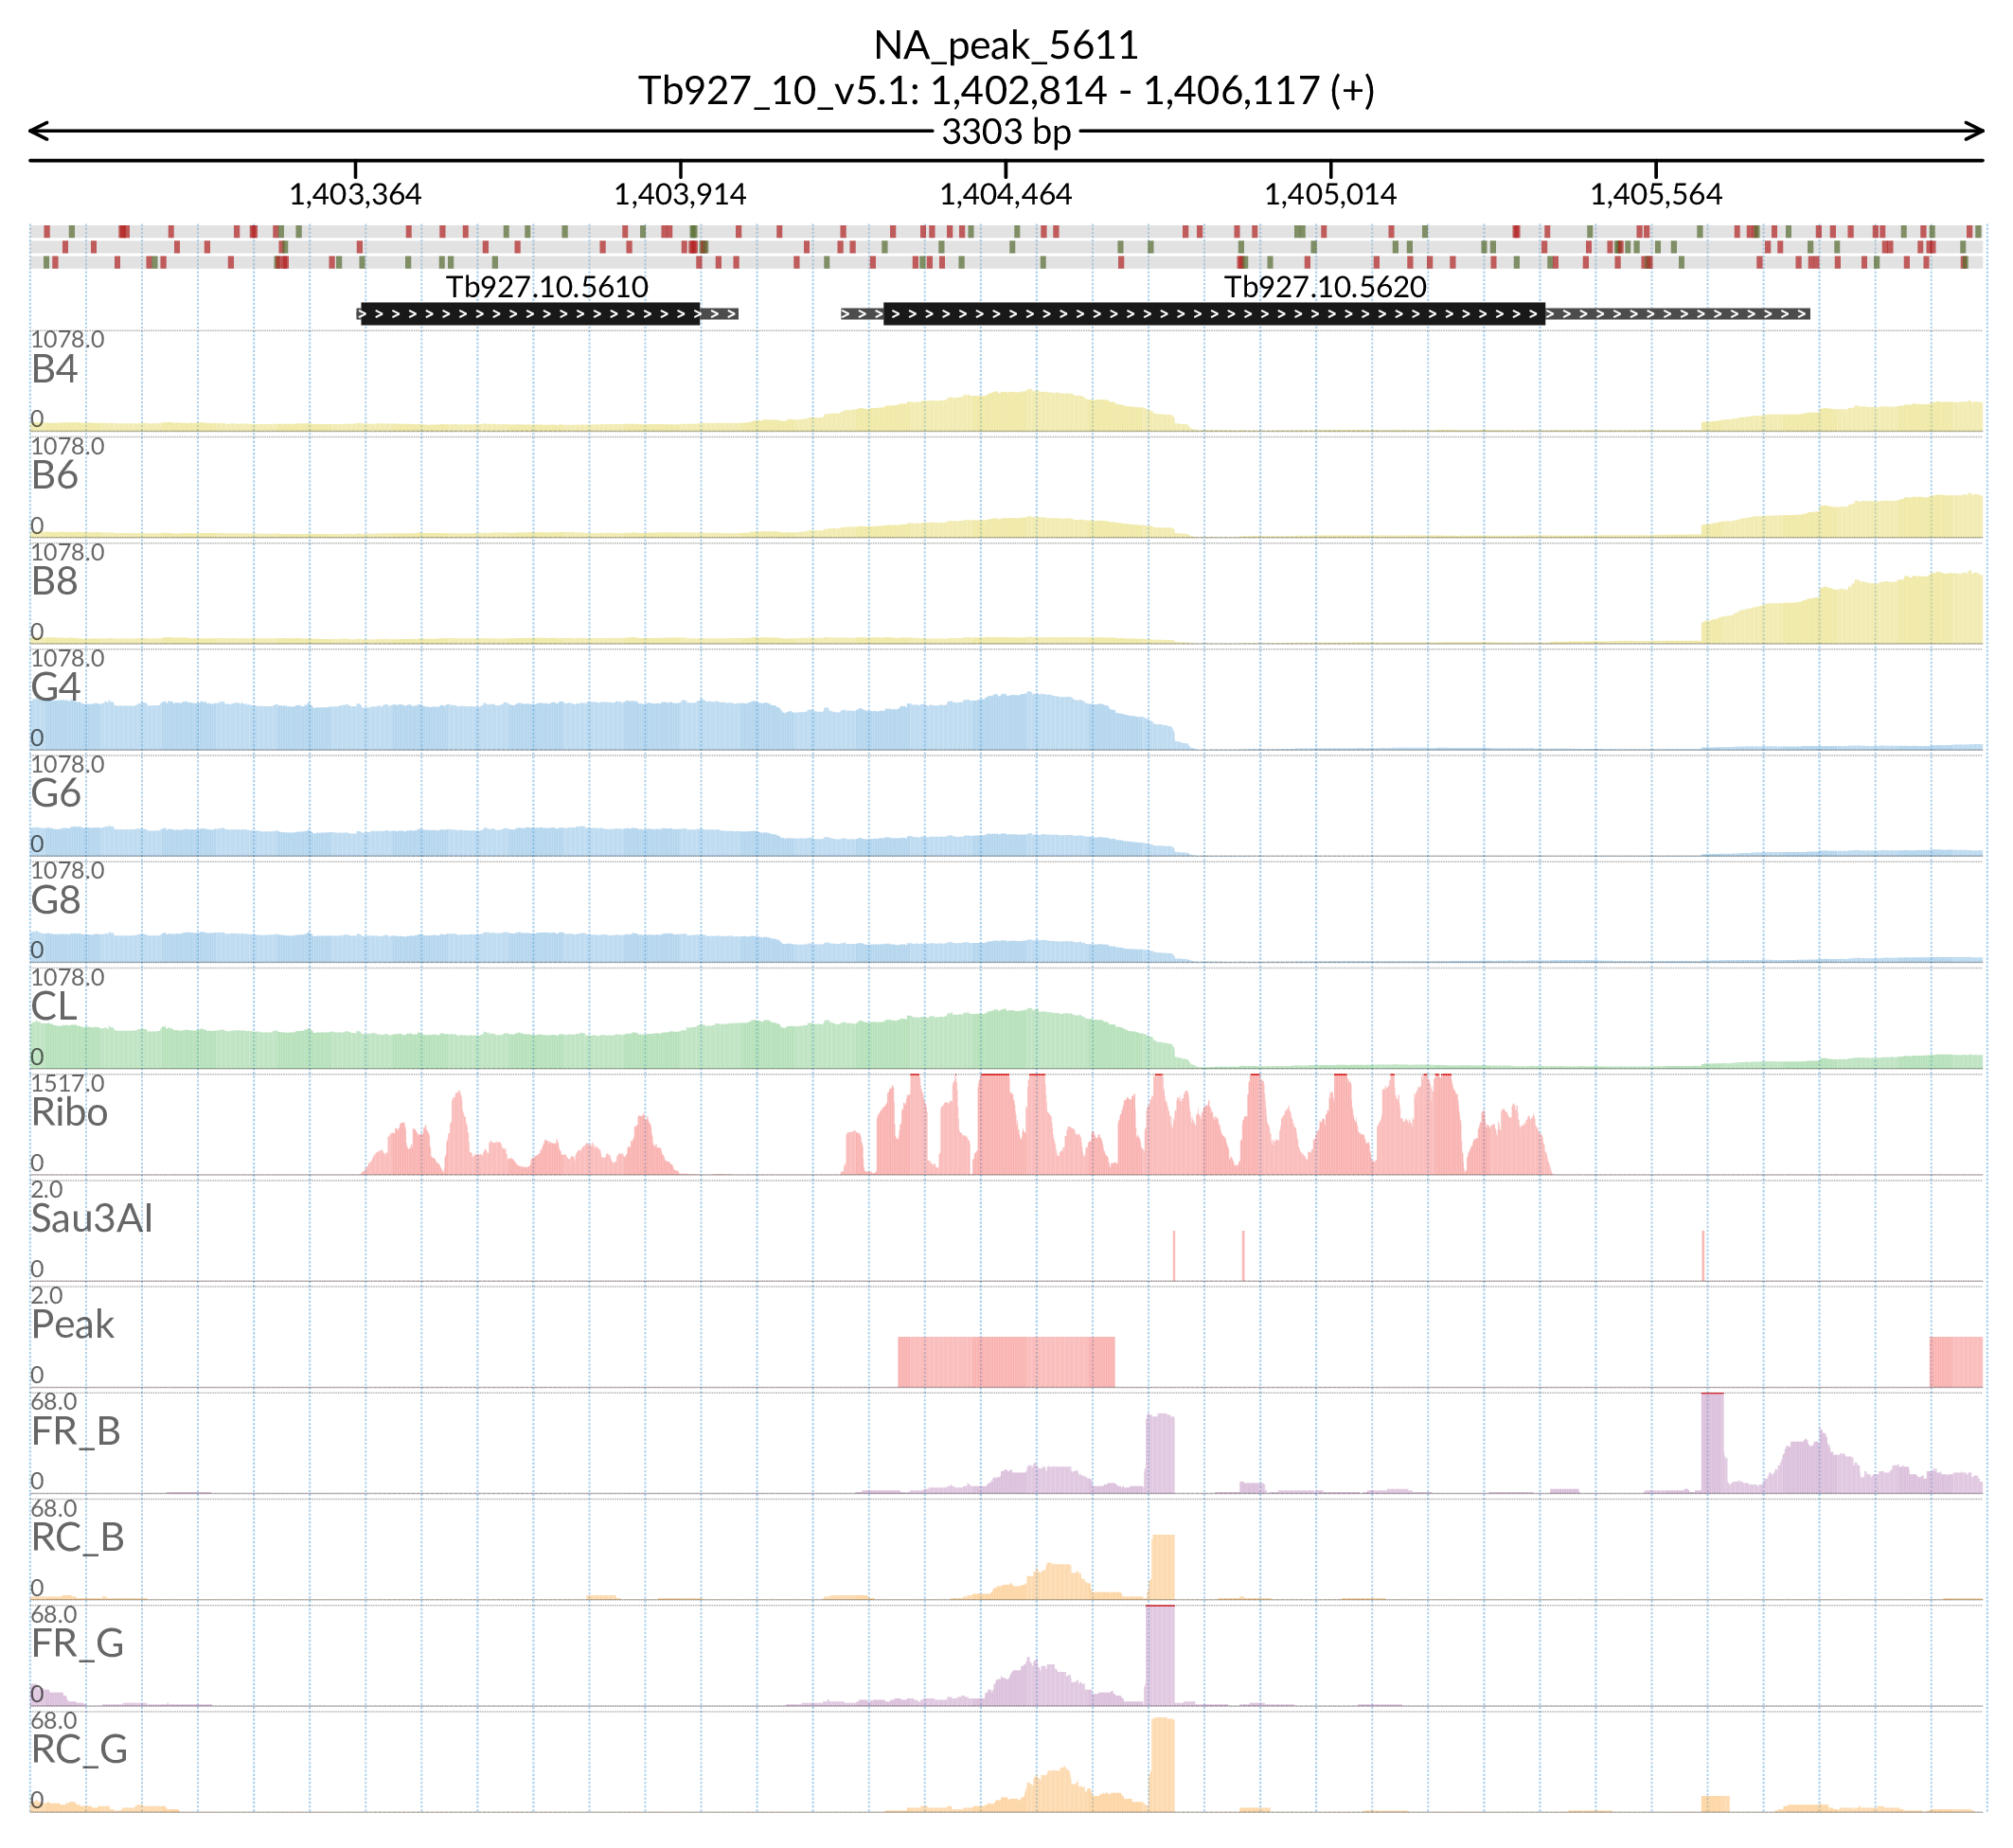 NA_peak_5611
Tb927_10_v5.1: 1,402,814 - 1,406,117 (+)
3303 bp
1,403,364 1,403,914 1,404,464 1,405,014 1,405,564
Tb927.10.5610 Tb927.10.5620
1078.0
B4
0
1078.0
B6
0
1078.0
B8
0
1078.0
G4
0
1078.0
G6
0
1078.0
G8
0
1078.0
CL
0
1517.0
Ribo
0
2.0
Sau3AI
0
2.0
Peak
0
68.0
FR_B
0
68.0
RC_B
0
68.0
FR_G
0
68.0
RC_G
0